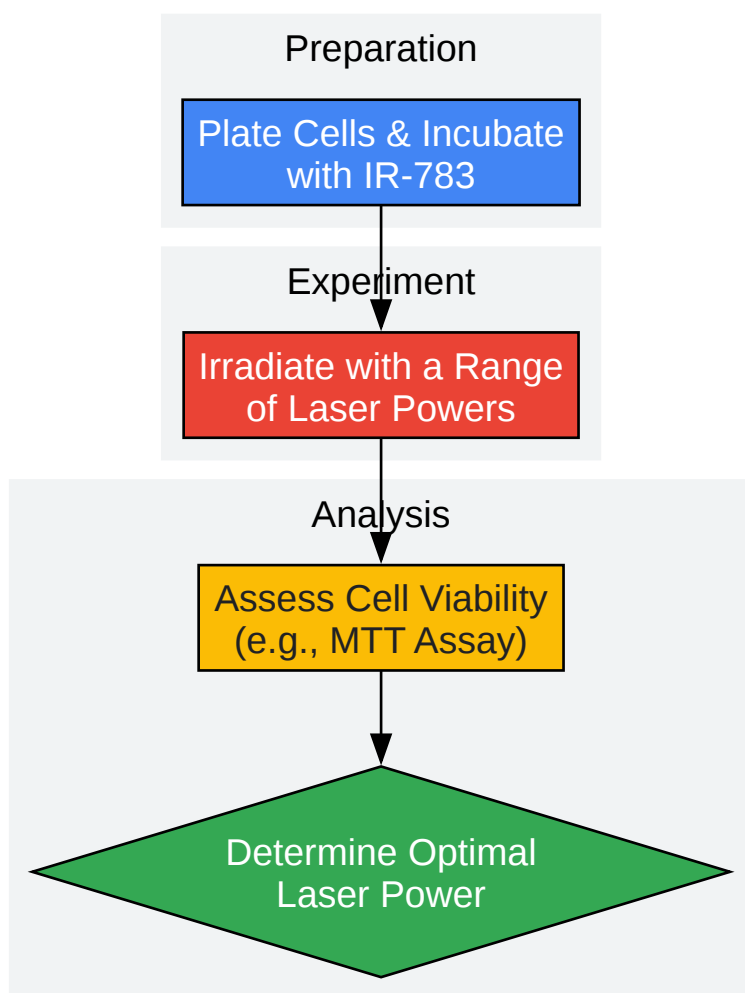 Preparation
Plate Cells & Incubate
with IR-783
Experiment
Irradiate with a Range
of Laser Powers
Analysis
Assess Cell Viability
(e.g., MTT Assay)
Determine Optimal
Laser Power